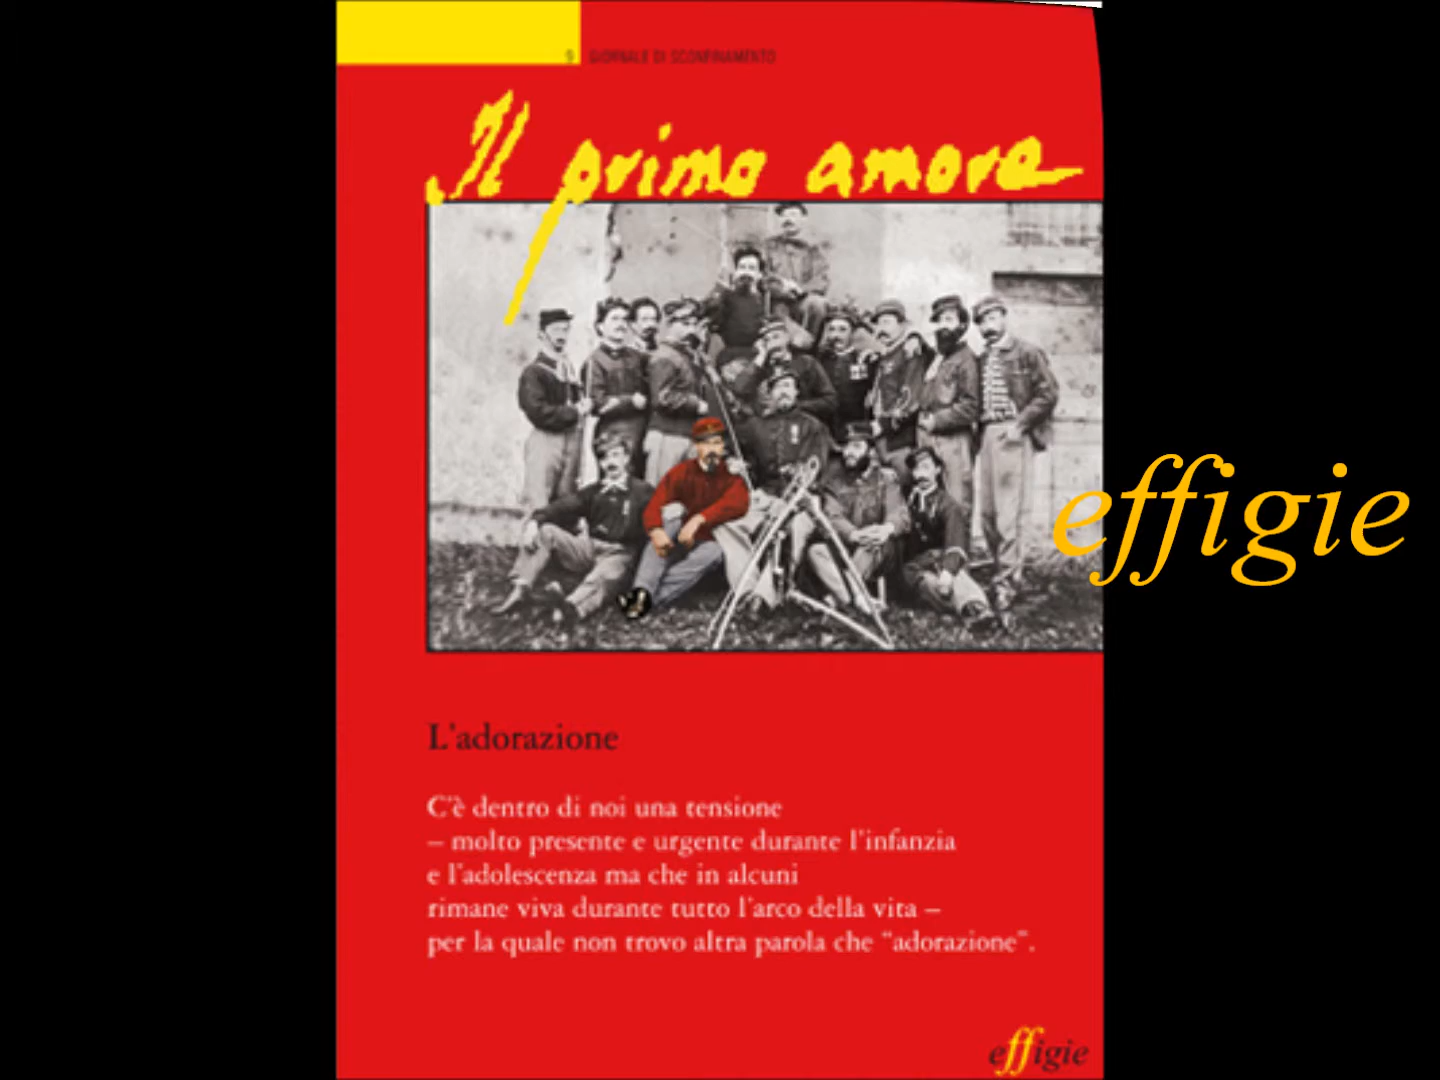 9 GIORNALE DI SCONFINAMENTO
Il primo amore
effigie
L'adorazione
C'è dentro di noi una tensione
– molto presente e urgente durante l'infanzia
e l'adolescenza ma che in alcuni
rimane viva durante tutto l'arco della vita –
per la quale non trovo altra parola che “adorazione”.
effigie